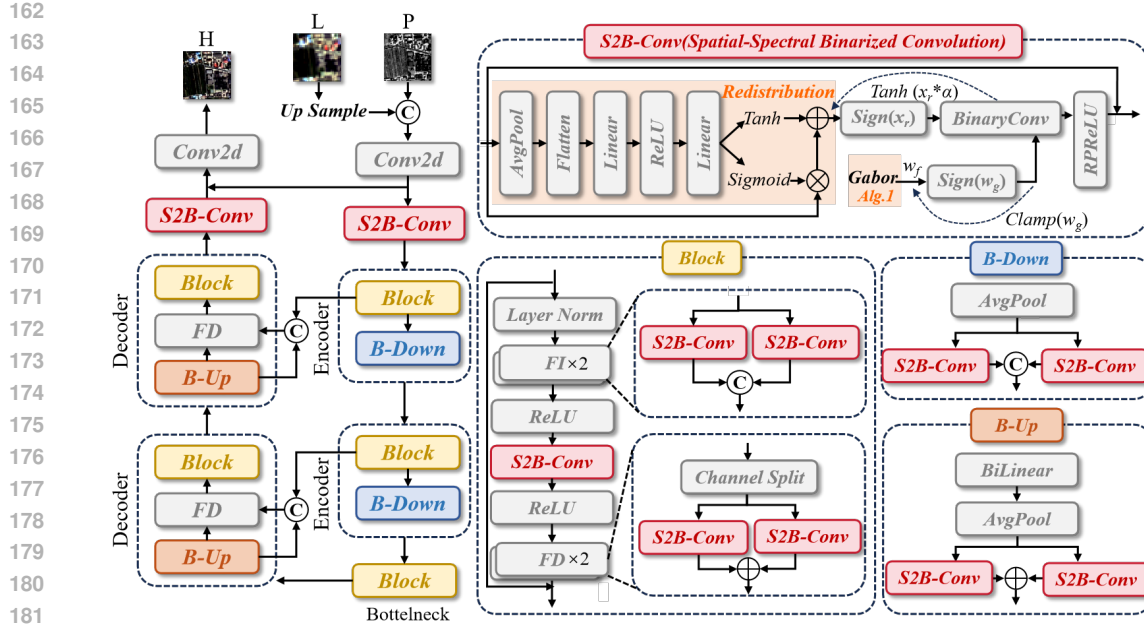 162
163
164
165
166
167
168
169
170
171
172
173
174
175
176
177
178
179
180
181
H
L
P
Up Sample
C
Conv2d
Conv2d
S2B-Conv
S2B-Conv
Decoder
Block
FD
B-Up
C
Encoder
Block
B-Down
Decoder
Block
FD
B-Up
C
Encoder
Block
B-Down
Block
Bottelneck
S2B-Conv(Spatial-Spectral Binarized Convolution)
Redistribution
AvgPool
Flatten
Linear
ReLU
Linear
Tanh
Sigmoid
Tanh (x_r*α)
Sign(x_r)
BinaryConv
RPReLU
Gabor
Alg.1
w_f
Sign(w_g)
Clamp(w_g)
Block
Layer Norm
FI×2
ReLU
S2B-Conv
ReLU
FD×2
S2B-Conv
S2B-Conv
C
Channel Split
S2B-Conv
S2B-Conv
B-Down
AvgPool
S2B-Conv
C
S2B-Conv
B-Up
BiLinear
AvgPool
S2B-Conv
S2B-Conv